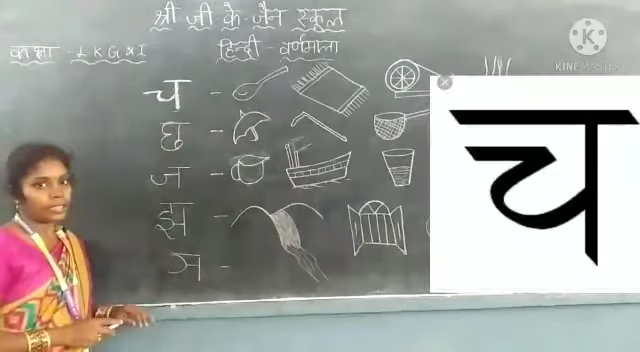 श्री जी के जैन स्कूल
कक्षा - LKG & I
हिन्दी - वर्णमाला
च -
छ -
ज -
झ -
ञ -
च
KINEMASTER